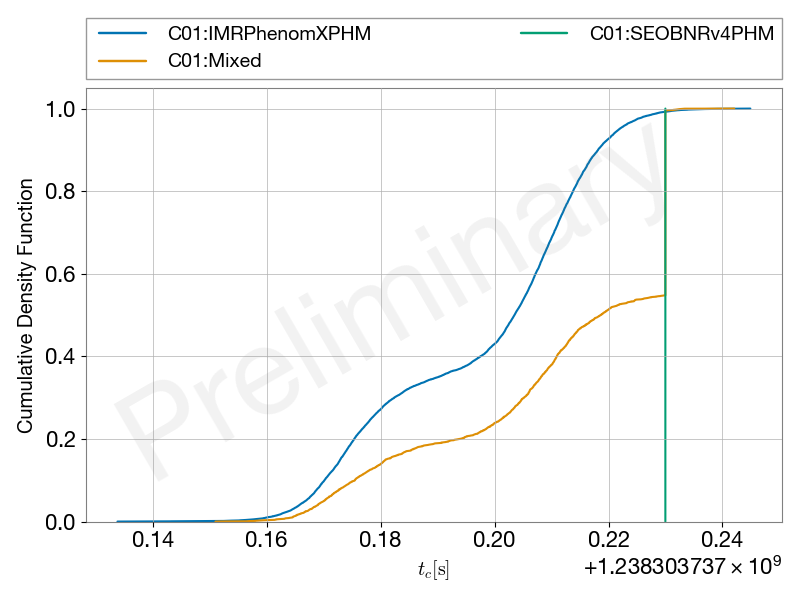 C01:IMRPhenomXPHM
C01:SEOBNRv4PHM
C01:Mixed
Preliminary
Cumulative Density Function
1.0
0.8
0.6
0.4
0.2
0.0
0.14
0.16
0.18
0.20
0.22
0.24
t_c[s]
+1.238303737 × 10^9